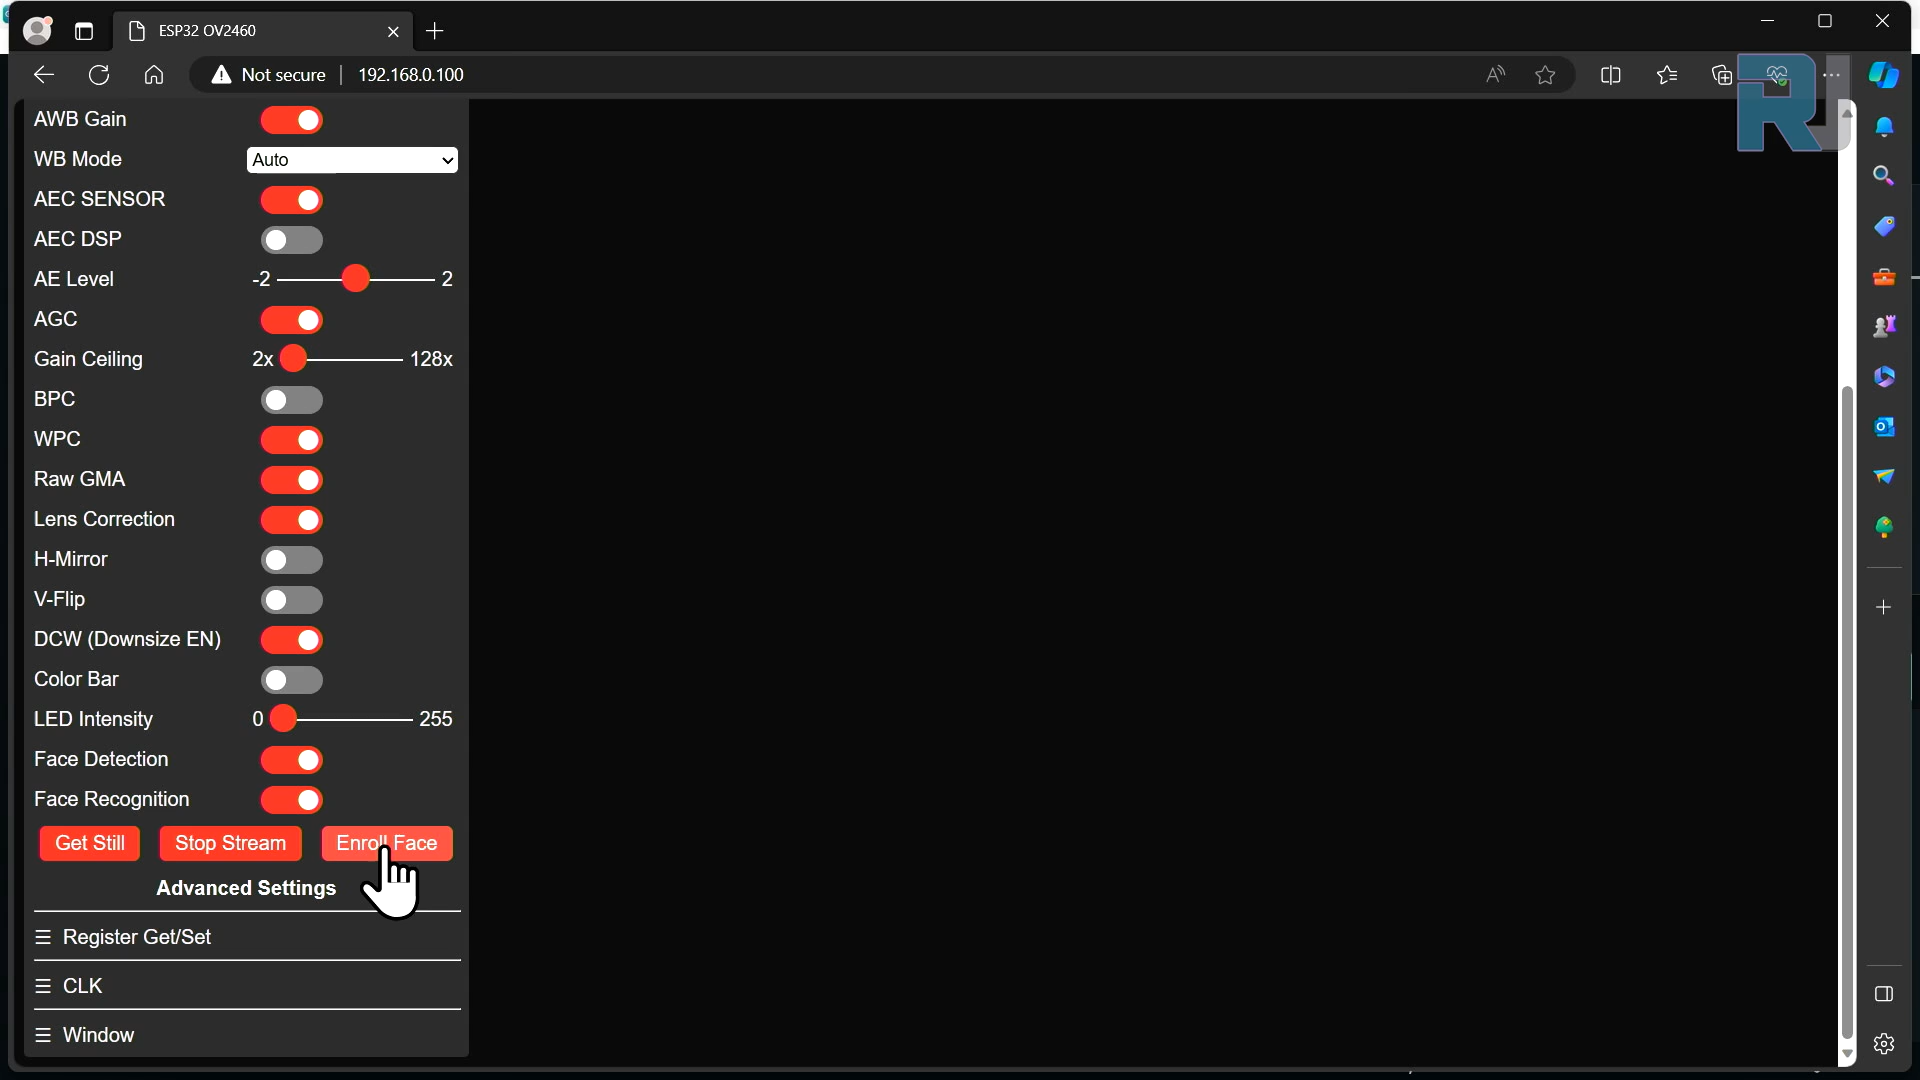 ESP32 OV2460
Not secure 192.168.0.100
RJ
AWB Gain
WB Mode Auto
AEC SENSOR
AEC DSP
AE Level -2 2
AGC
Gain Ceiling 2x 128x
BPC
WPC
Raw GMA
Lens Correction
H-Mirror
V-Flip
DCW (Downsize EN)
Color Bar
LED Intensity 0 255
Face Detection
Face Recognition
Get Still Stop Stream Enroll Face
Advanced Settings
☰ Register Get/Set
☰ CLK
☰ Window